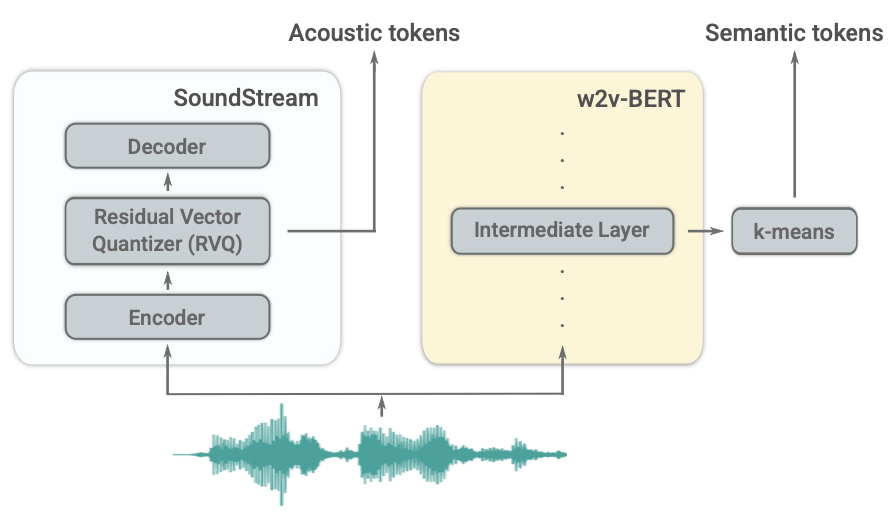 Acoustic tokens
Semantic tokens
SoundStream
w2v-BERT
Decoder
Residual Vector
Quantizer (RVQ)
Encoder
Intermediate Layer
k-means